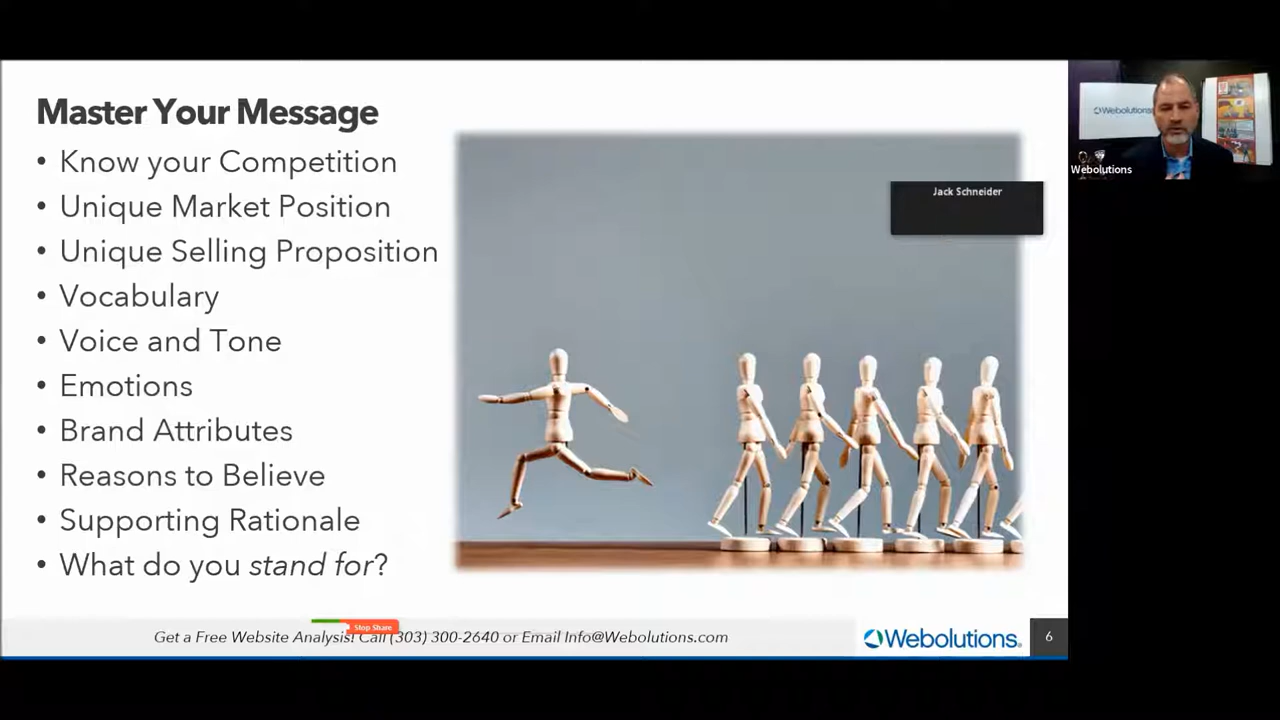 Master Your Message
• Know your Competition
• Unique Market Position
• Unique Selling Proposition
• Vocabulary
• Voice and Tone
• Emotions
• Brand Attributes
• Reasons to Believe
• Supporting Rationale
• What do you stand for?
Jack Schneider
Webolutions
Webolutions
Stop Share
Get a Free Website Analysis! Call (303) 300-2640 or Email Info@Webolutions.com
Webolutions
6